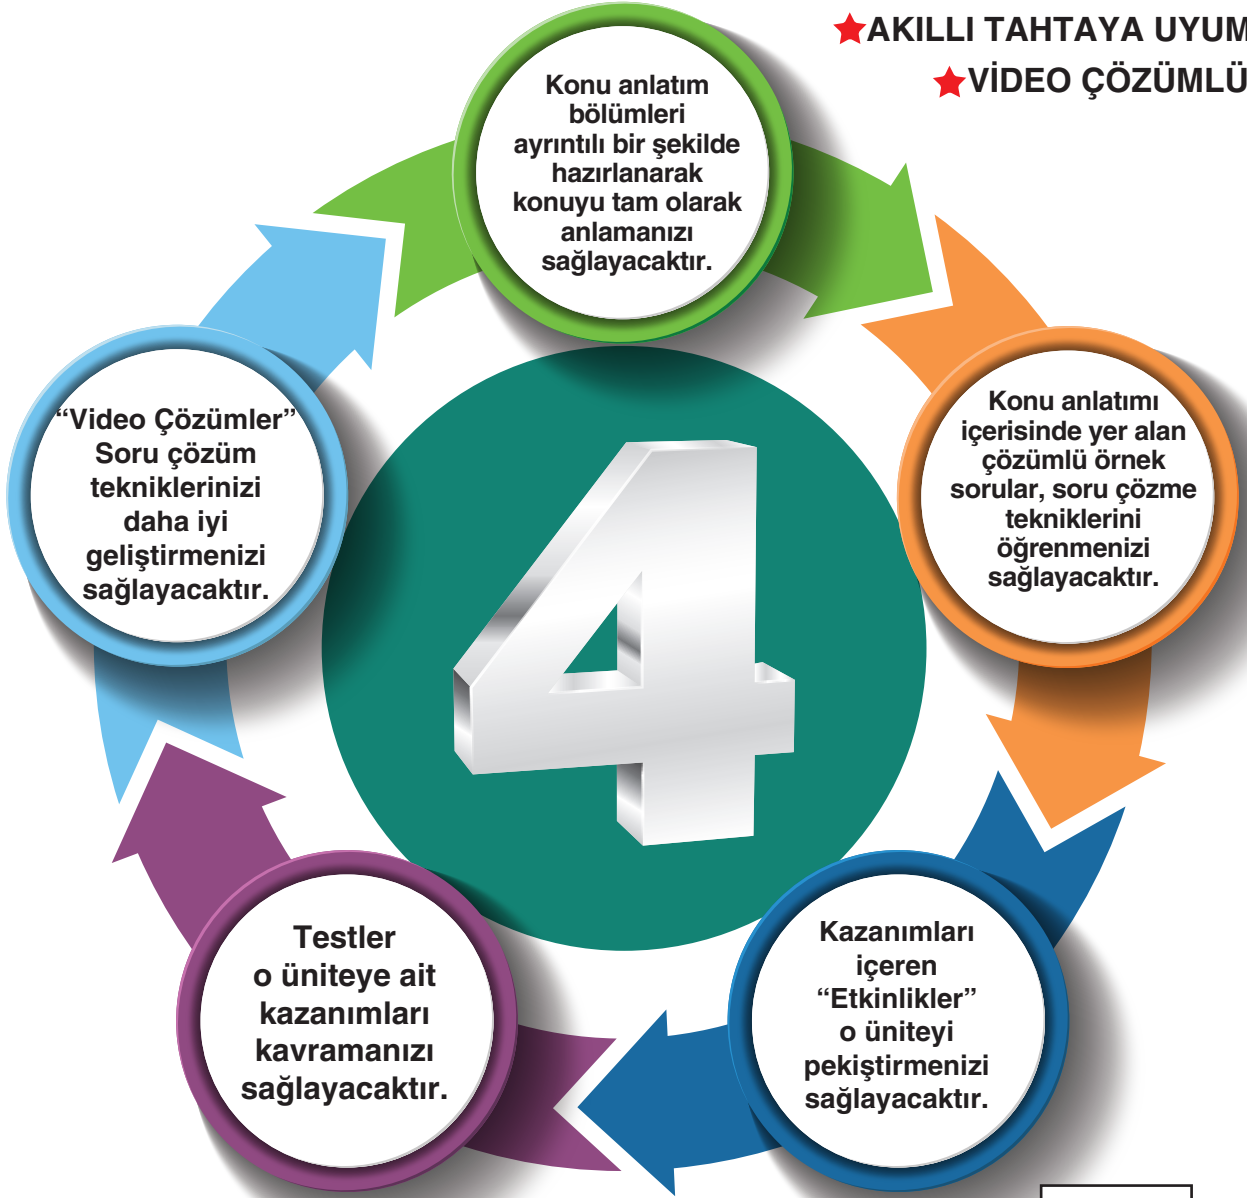 ★AKILLI TAHTAYA UYUM
★VİDEO ÇÖZÜMLÜ
Konu anlatım
bölümleri
ayrıntılı bir şekilde
hazırlanarak
konuyu tam olarak
anlamanızı
sağlayacaktır.
Konu anlatımı
içerisinde yer alan
çözümlü örnek
sorular, soru çözme
tekniklerini
öğrenmenizi
sağlayacaktır.
Kazanımları
içeren
“Etkinlikler”
o üniteyi
pekiştirmenizi
sağlayacaktır.
Testler
o üniteye ait
kazanımları
kavramanızı
sağlayacaktır.
“Video Çözümler”
Soru çözüm
tekniklerinizi
daha iyi
geliştirmenizi
sağlayacaktır.
4